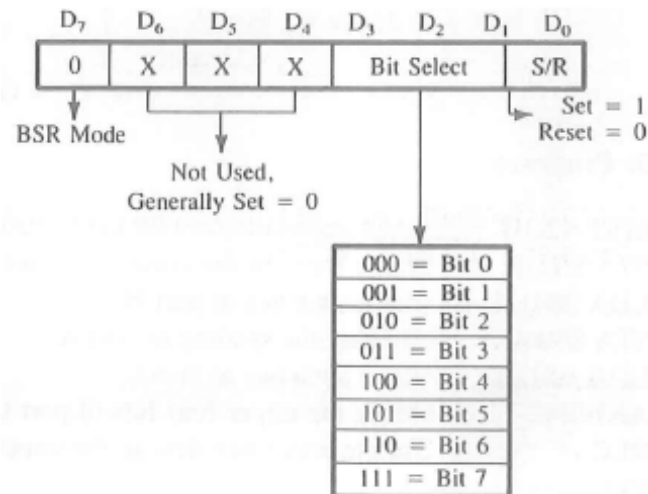 D7 D6 D5 D4 D3 D2 D1 D0
0 X X X Bit Select S/R
Set = 1
BSR Mode
Reset = 0
Not Used,
Generally Set = 0
000 = Bit 0
001 = Bit 1
010 = Bit 2
011 = Bit 3
100 = Bit 4
101 = Bit 5
110 = Bit 6
111 = Bit 7